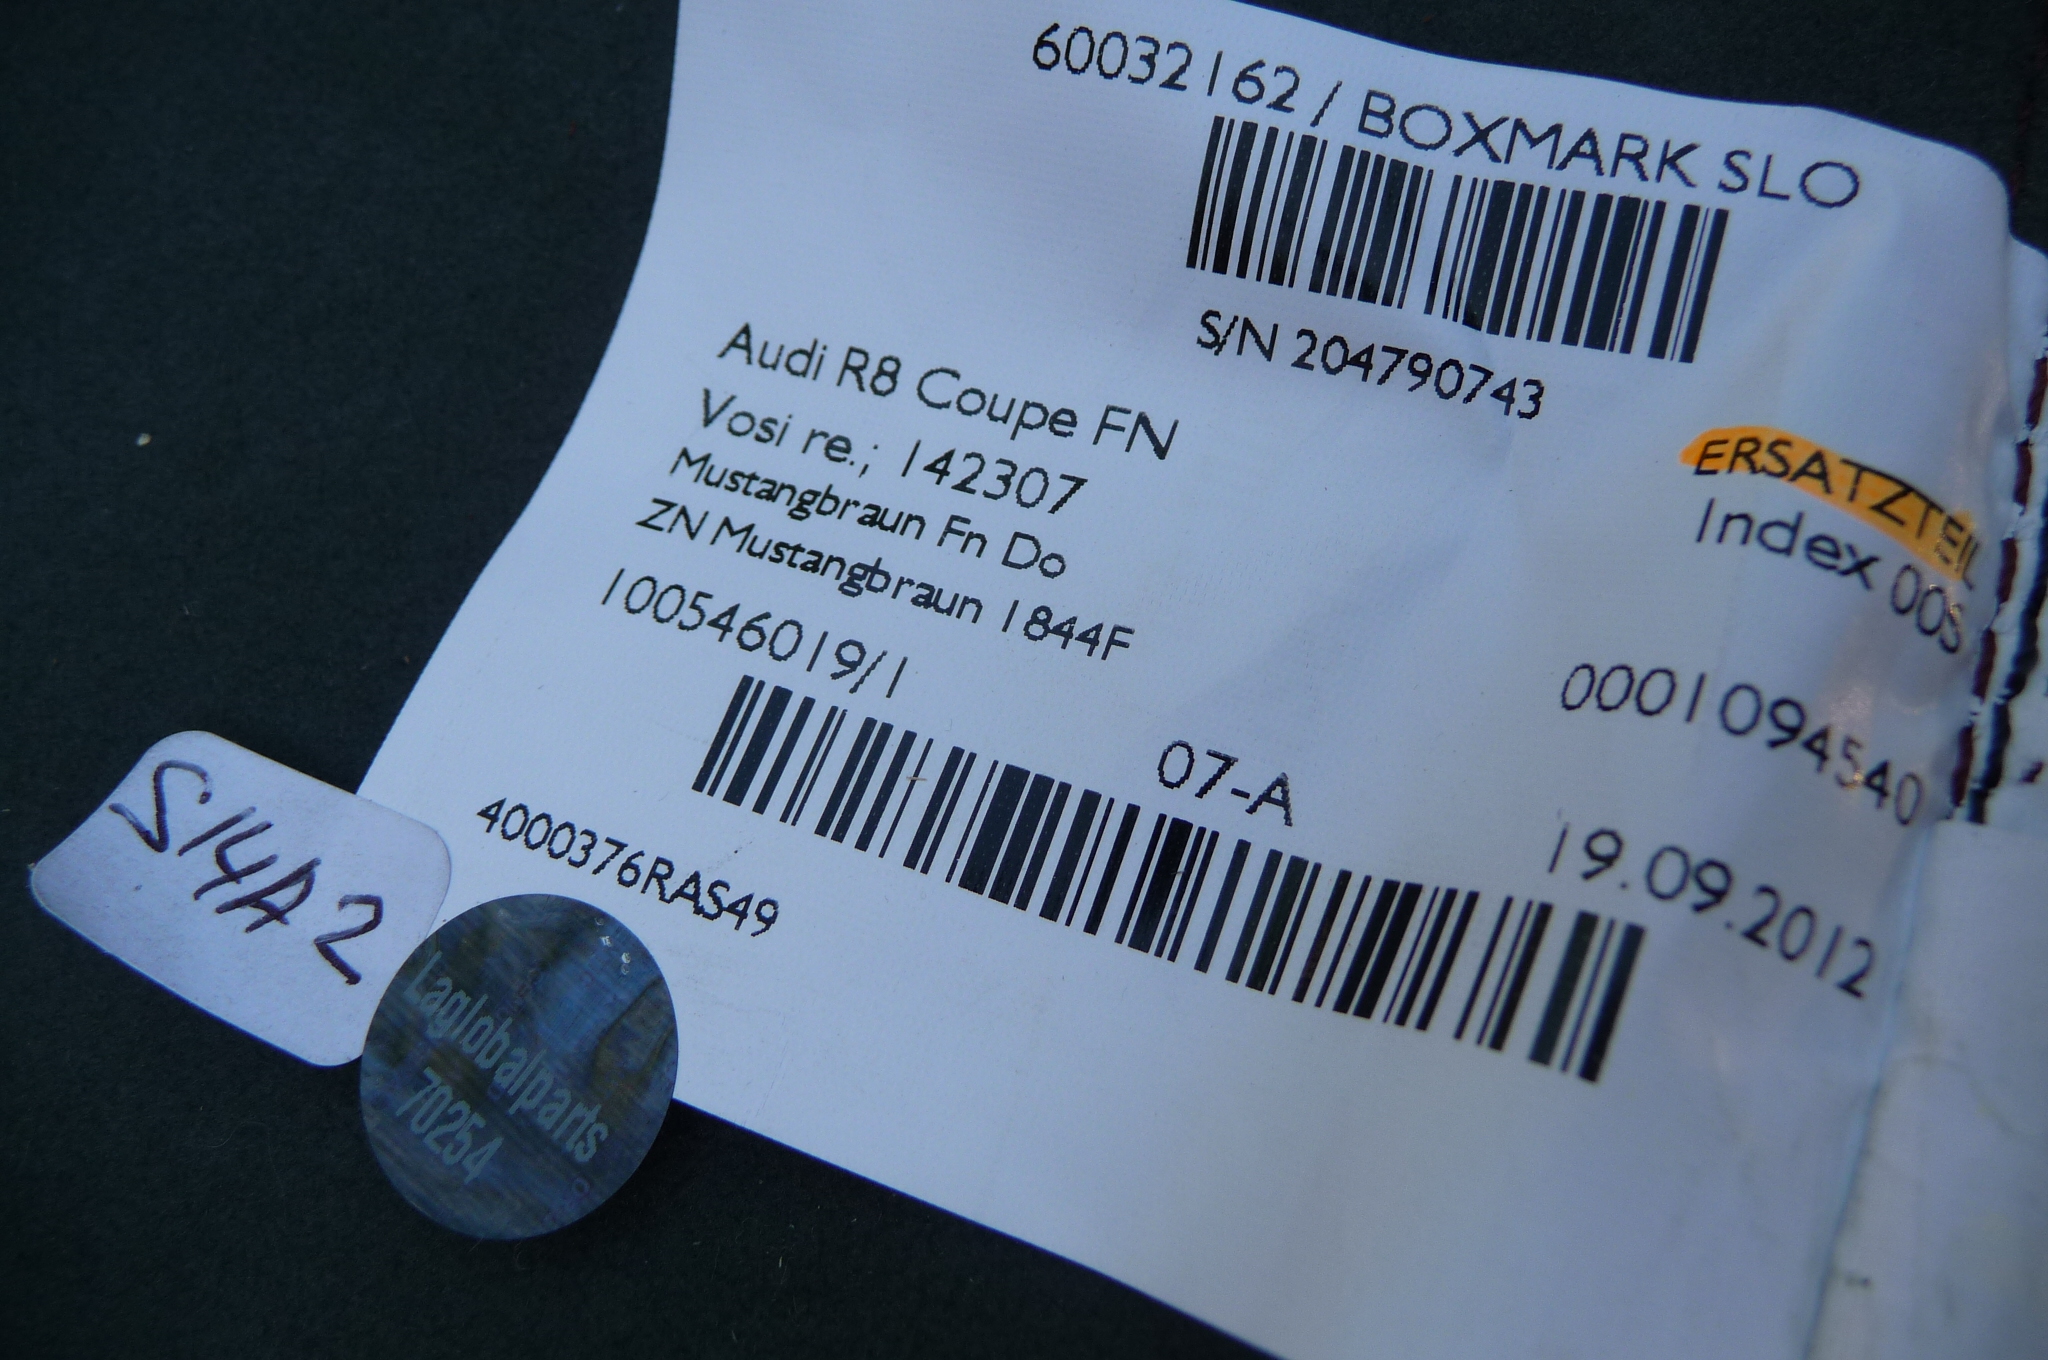 60032162 / BOXMARK SLO
S/N 204790743
Audi R8 Coupe FN
Vosi re.; 142307
Mustangbraun Fn Do
ZN Mustangbraun 1844F
100546019/1
ERSATZTEIL
Index 005
0001094540
07-A
19.09.2012
4000376RAS49
S14A2
Laglobalparts
70254